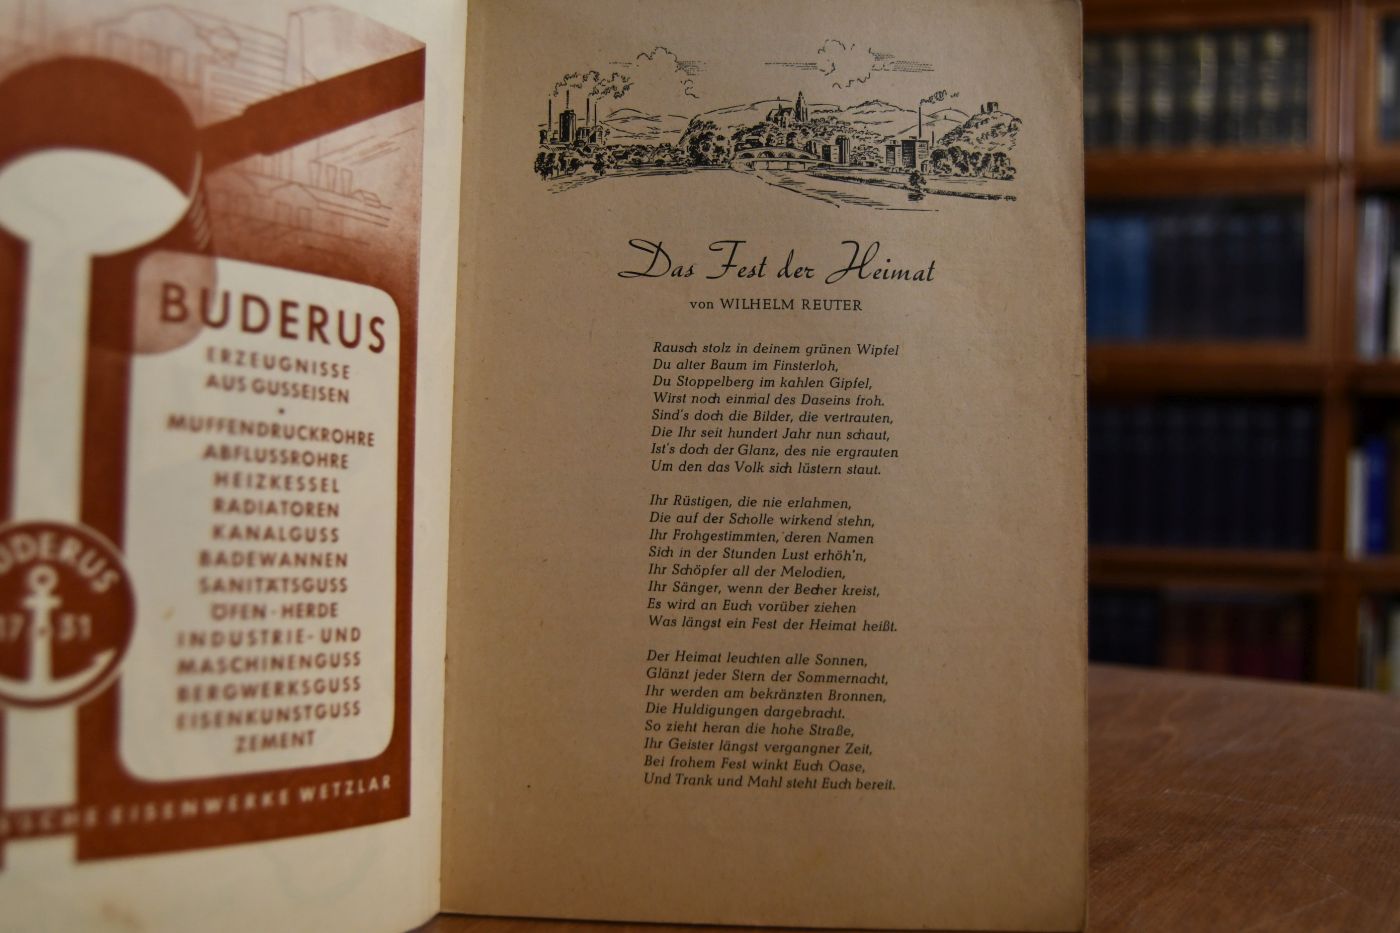 BUDERUS
ERZEUGNISSE
AUS GUSSEISEN
MUFFENDRUCKROHRE
ABFLUSSROHRE
HEIZKESSEL
RADIATOREN
KANALGUSS
BADEWANNEN
SANITÄTSGUSS
ÖFEN-HERDE
INDUSTRIE- UND
MASCHINENGUSS
BERGWERKSGUSS
EISENKUNSTGUSS
ZEMENT
EISENWERKE WETZLAR
Das Fest der Heimat
von WILHELM REUTER
Rausch stolz in deinem grünen Wipfel
Du alter Baum im Finsterloh,
Du Stoppelberg im kahlen Gipfel,
Wirst noch einmal des Daseins froh.
Sind's doch die Bilder, die vertrauten,
Die Ihr seit hundert Jahr nun schaut,
Ist's doch der Glanz, des nie ergrauten
Um den das Volk sich lüstern staut.
Ihr Rüstigen, die nie erlahmen,
Die auf der Scholle wirkend stehn,
Ihr Frohgestimmten, deren Namen
Sich in der Stunden Lust erhöh'n,
Ihr Schöpfer all der Melodien,
Ihr Sänger, wenn der Becher kreist,
Es wird an Euch vorüber ziehen
Was längst ein Fest der Heimat heißt.
Der Heimat leuchten alle Sonnen,
Glänzt jeder Stern der Sommernacht,
Ihr werden am bekränzten Bronnen,
Die Huldigungen dargebracht.
So zieht heran die hohe Straße,
Ihr Geister längst vergangner Zeit,
Bei frohem Fest winkt Euch Oase,
Und Trank und Mahl steht Euch bereit.